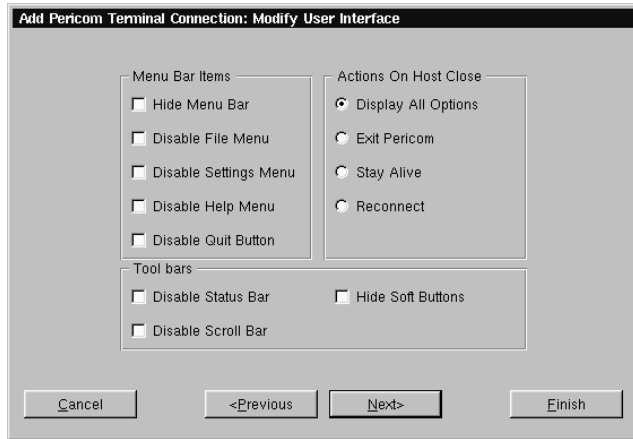 Add Pericom Terminal Connection: Modify User Interface
Menu Bar Items
Hide Menu Bar
Disable File Menu
Disable Settings Menu
Disable Help Menu
Disable Quit Button
Actions On Host Close
Display All Options
Exit Pericom
Stay Alive
Reconnect
Tool bars
Disable Status Bar
Hide Soft Buttons
Disable Scroll Bar
Cancel
<Previous
Next>
Finish